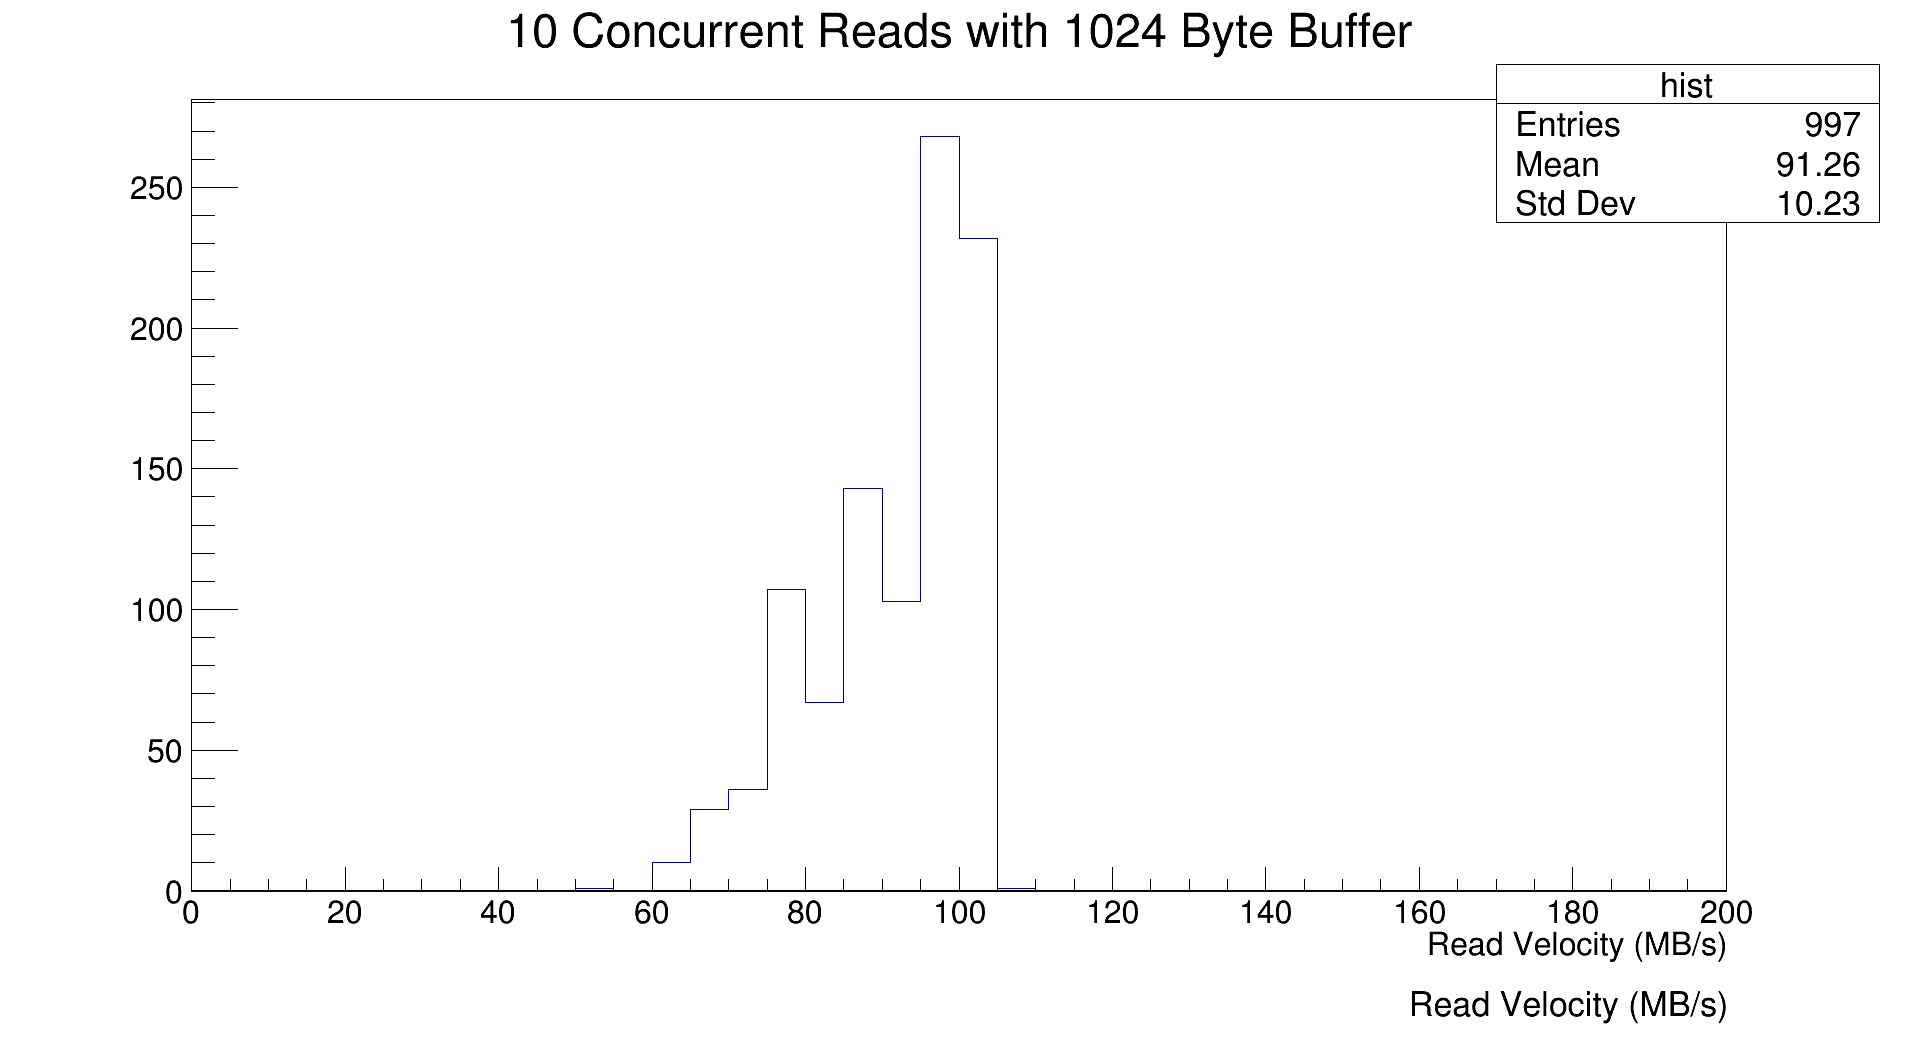 10 Concurrent Reads with 1024 Byte Buffer
hist
Entries 997
Mean 91.26
Std Dev 10.23
250
200
150
100
50
0
0 20 40 60 80 100 120 140 160 180 200
Read Velocity (MB/s)
Read Velocity (MB/s)